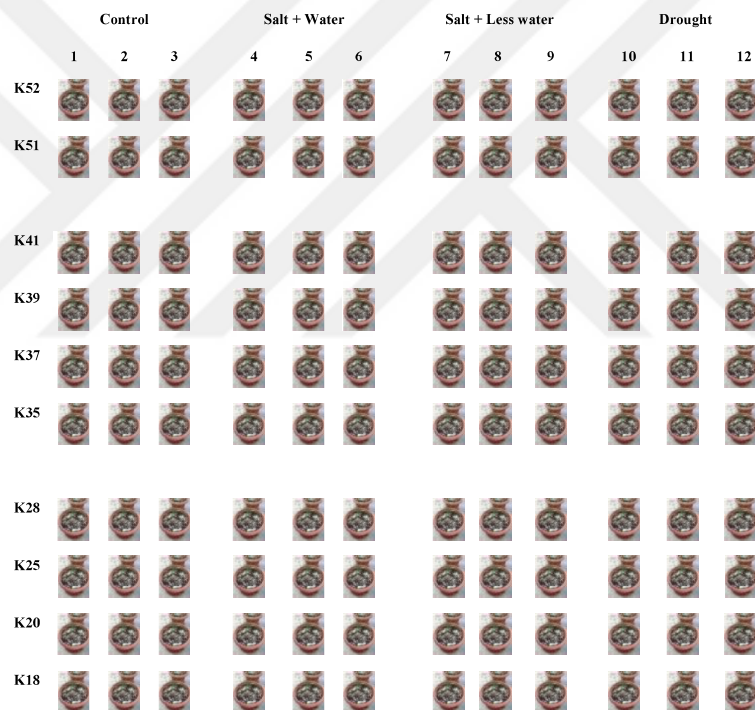 Control Salt + Water Salt + Less water Drought
1 2 3 4 5 6 7 8 9 10 11 12
K52
K51
K41
K39
K37
K35
K28
K25
K20
K18